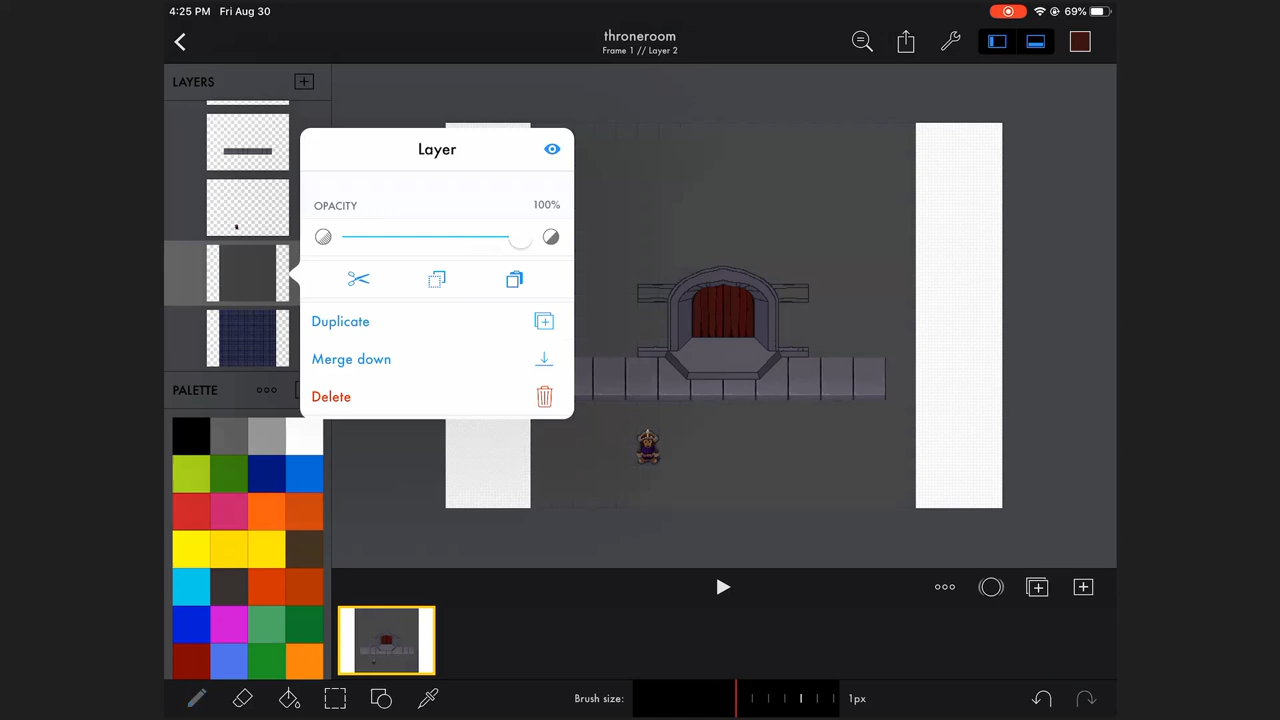 4:25 PM Fri Aug 30
69%
throneroom
Frame 1 // Layer 2
LAYERS
Layer
OPACITY 100%
Duplicate
Merge down
Delete
PALETTE
Brush size: 1px